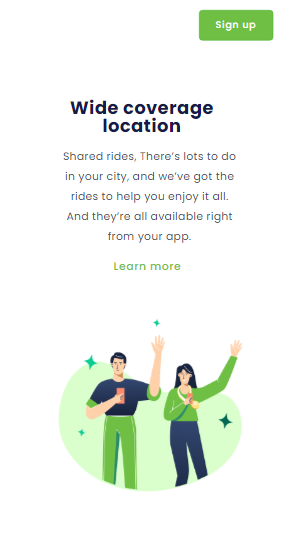 Sign up
Wide coverage
location
Shared rides, There's lots to do
in your city, and we've got the
rides to help you enjoy it all.
And they're all available right
from your app.
Learn more